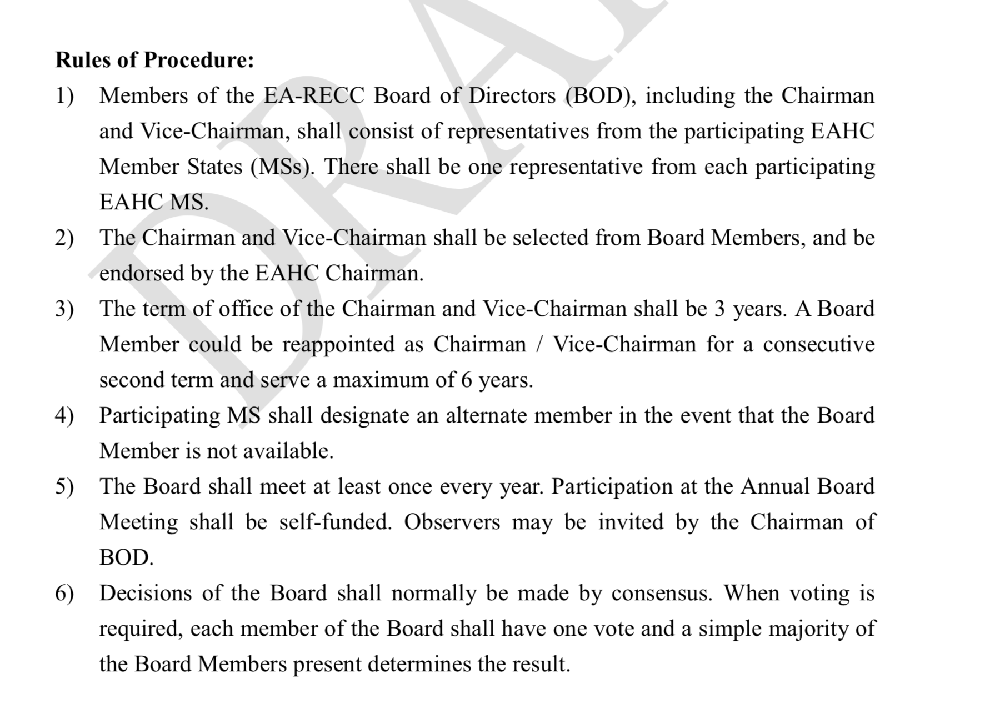 Rules of Procedure:
1) Members of the EA-RECC Board of Directors (BOD), including the Chairman
and Vice-Chairman, shall consist of representatives from the participating EAHC
Member States (MSs). There shall be one representative from each participating
EAHC MS.
2) The Chairman and Vice-Chairman shall be selected from Board Members, and be
endorsed by the EAHC Chairman.
3) The term of office of the Chairman and Vice-Chairman shall be 3 years. A Board
Member could be reappointed as Chairman / Vice-Chairman for a consecutive
second term and serve a maximum of 6 years.
4) Participating MS shall designate an alternate member in the event that the Board
Member is not available.
5) The Board shall meet at least once every year. Participation at the Annual Board
Meeting shall be self-funded. Observers may be invited by the Chairman of
BOD.
6) Decisions of the Board shall normally be made by consensus. When voting is
required, each member of the Board shall have one vote and a simple majority of
the Board Members present determines the result.